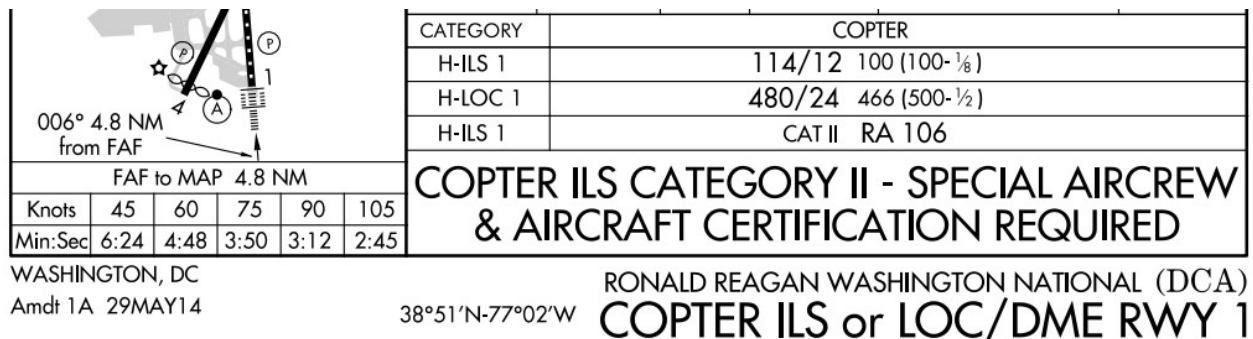 P
P
1
4
A
006° 4.8 NM
from FAF
FAF to MAP 4.8 NM
Knots 45 60 75 90 105
Min:Sec 6:24 4:48 3:50 3:12 2:45
CATEGORY COPTER
H-ILS 1 114/12 100 (100-⅛)
H-LOC 1 480/24 466 (500-½)
H-ILS 1 CAT II RA 106
COPTER ILS CATEGORY II - SPECIAL AIRCREW
& AIRCRAFT CERTIFICATION REQUIRED
WASHINGTON, DC
Amdt 1A 29MAY14
38°51'N-77°02'W
RONALD REAGAN WASHINGTON NATIONAL (DCA)
COPTER ILS or LOC/DME RWY 1